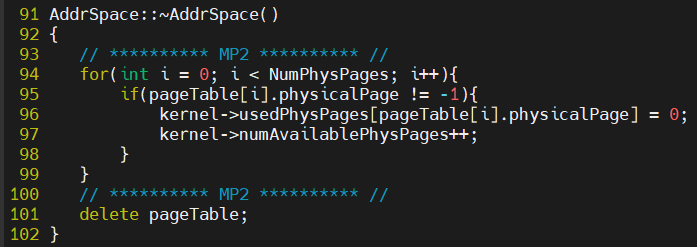 91 AddrSpace::~AddrSpace()
92 {
93     // ********** MP2 ********** //
94     for(int i = 0; i < NumPhysPages; i++){
95         if(pageTable[i].physicalPage != -1){
96             kernel->usedPhysPages[pageTable[i].physicalPage] = 0;
97             kernel->numAvailablePhysPages++;
98         }
99     }
100     // ********** MP2 ********** //
101     delete pageTable;
102 }